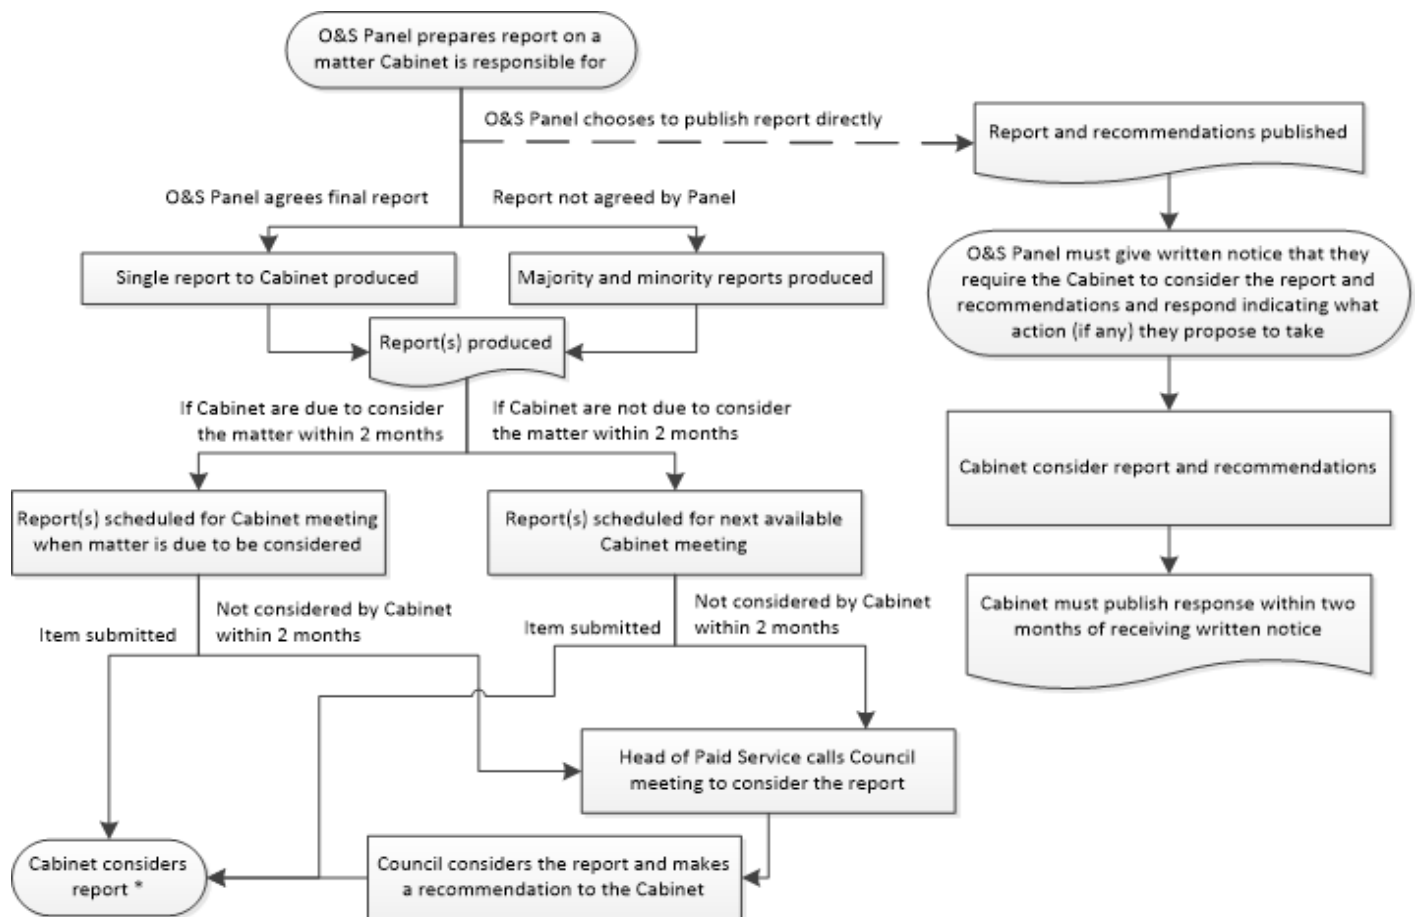 O&S Panel prepares report on a
matter Cabinet is responsible for
O&S Panel chooses to publish report directly
Report and recommendations published
O&S Panel agrees final report
Report not agreed by Panel
Single report to Cabinet produced
Majority and minority reports produced
O&S Panel must give written notice that they
require the Cabinet to consider the report and
recommendations and respond indicating what
action (if any) they propose to take
Report(s) produced
If Cabinet are due to consider
the matter within 2 months
If Cabinet are not due to consider
the matter within 2 months
Cabinet consider report and recommendations
Report(s) scheduled for Cabinet meeting
when matter is due to be considered
Report(s) scheduled for next available
Cabinet meeting
Item submitted
Not considered by Cabinet
within 2 months
Item submitted
Not considered by Cabinet
within 2 months
Cabinet must publish response within two
months of receiving written notice
Head of Paid Service calls Council
meeting to consider the report
Cabinet considers
report *
Council considers the report and makes
a recommendation to the Cabinet